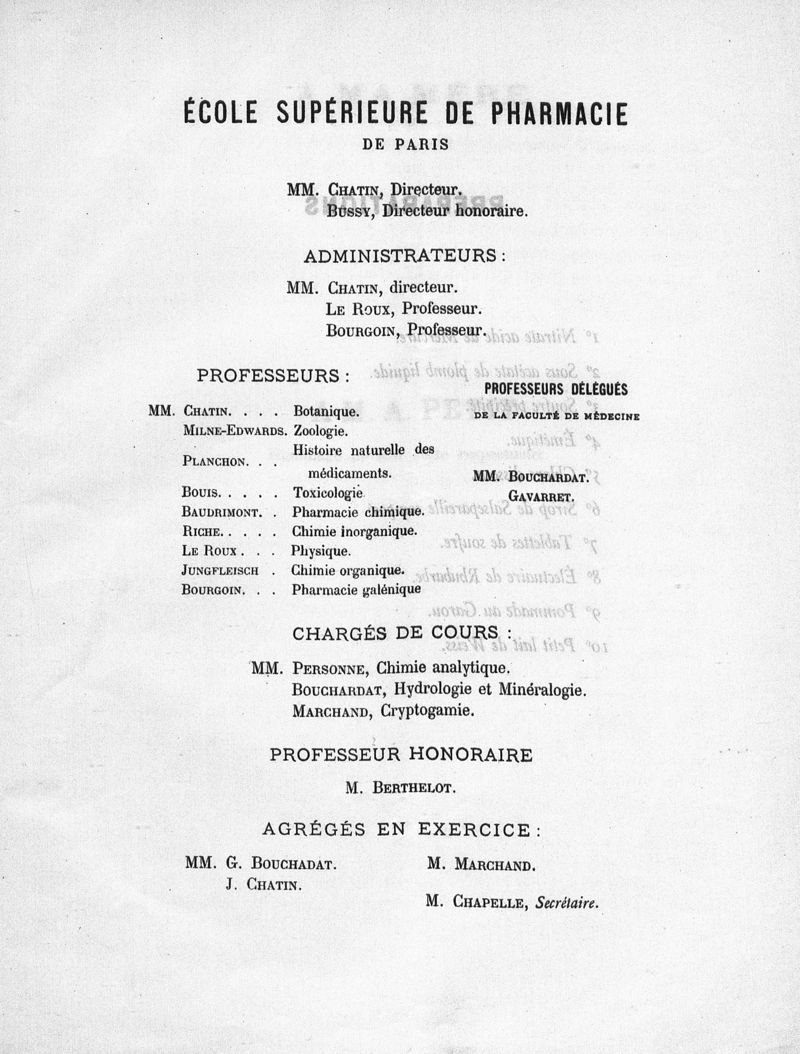 ÉCOLE SUPÉRIEURE DE PHARMACIE
DE PARIS
MM. CHATIN, Directeur.
BUSSY, Directeur honoraire.
ADMINISTRATEURS :
MM. CHATIN, directeur.
LE ROUX, Professeur.
BOURGOIN, Professeur.
PROFESSEURS :
MM. CHATIN. . . . Botanique.
MILNE-EDWARDS. Zoologie.
PLANCHON. . . Histoire naturelle des
médicaments.
BOUIS. . . . . Toxicologie
BAUDRIMONT. . Pharmacie chimique.
RICHE. . . . . Chimie inorganique.
LE ROUX . . . Physique.
JUNGFLEISCH . Chimie organique.
BOURGOIN. . . Pharmacie galénique
PROFESSEURS DÉLÉGUÉS
DE LA FACULTÉ DE MÉDECINE
MM. BOUCHARDAT.
GAVARRET.
CHARGÉS DE COURS :
MM. PERSONNE, Chimie analytique.
BOUCHARDAT, Hydrologie et Minéralogie.
MARCHAND, Cryptogamie.
PROFESSEUR HONORAIRE
M. BERTHELOT.
AGRÉGÉS EN EXERCICE :
MM. G. BOUCHADAT.
J. CHATIN.
M. MARCHAND.
M. CHAPELLE, Secrétaire.